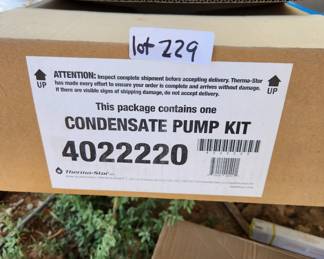 lot 229
ATTENTION: Inspect complete shipment before accepting delivery. Therma-Stor
has made every effort to ensure your order is complete and arrives without damage.
If there are visible signs of shipping damage, do not accept delivery.
UP
UP
This package contains one
CONDENSATE PUMP KIT
4022220
Therma-Stor